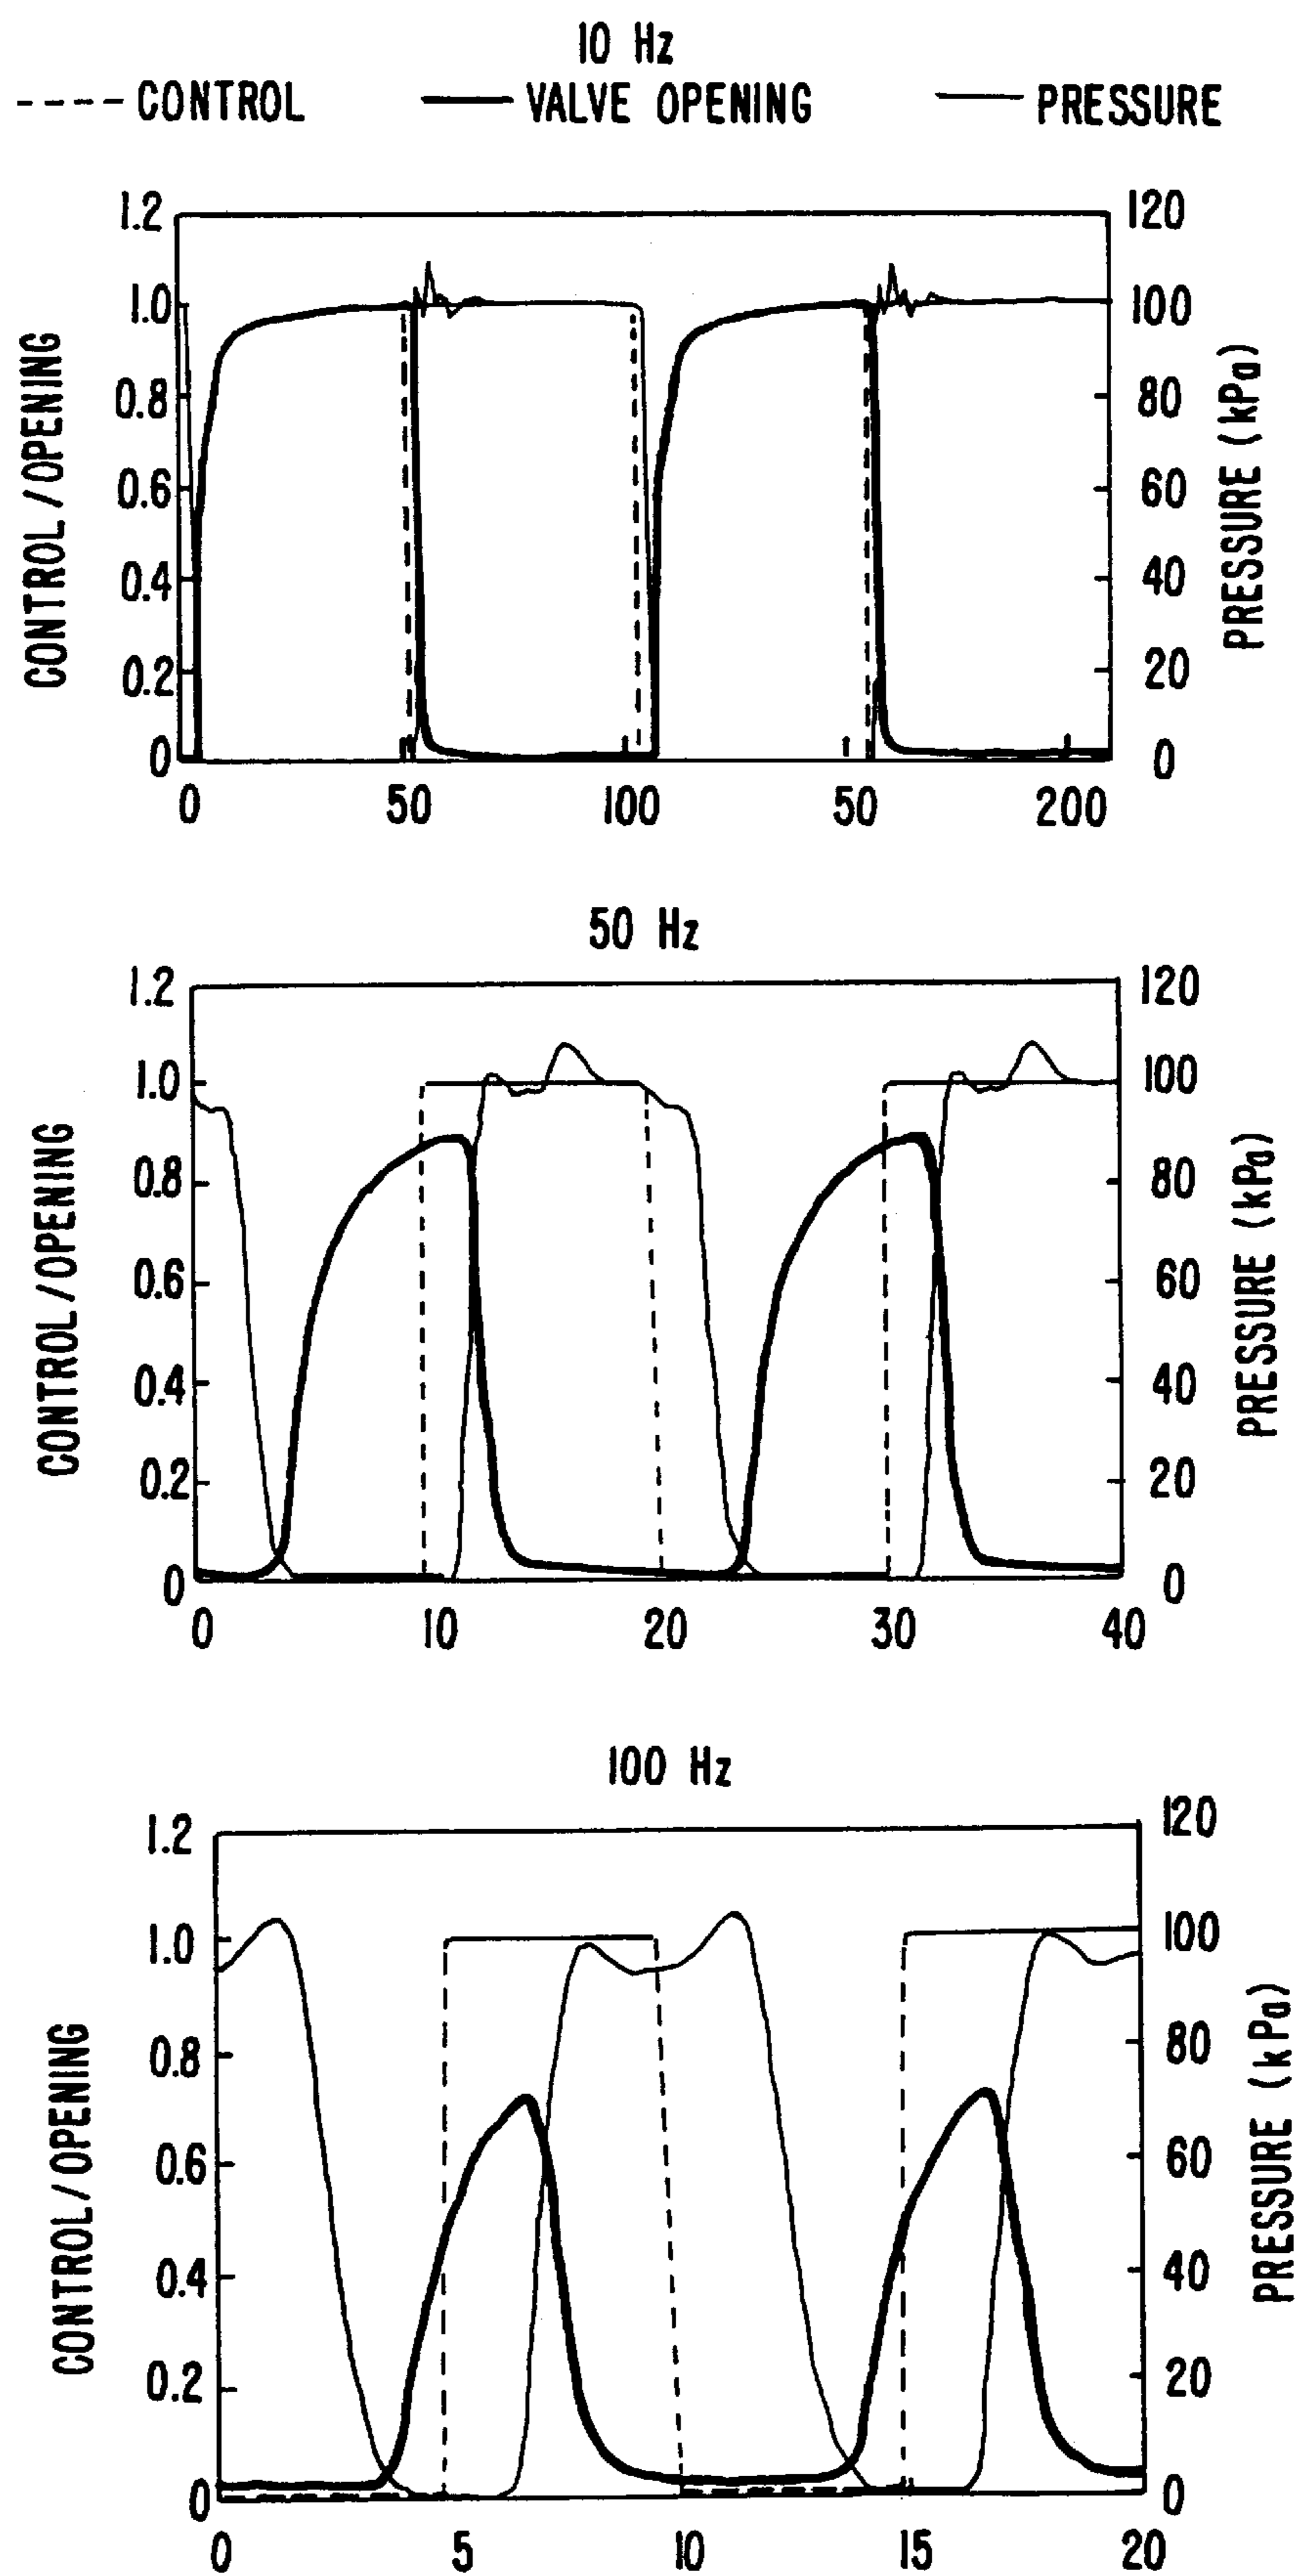 10 Hz
---- CONTROL — VALVE OPENING — PRESSURE
1.2 120
1.0 100
0.8 80
0.6 60
0.4 40
0.2 20
0 0
CONTROL/OPENING
PRESSURE (kPa)
0 50 100 50 200
50 Hz
1.2 120
1.0 100
0.8 80
0.6 60
0.4 40
0.2 20
0 0
CONTROL/OPENING
PRESSURE (kPa)
0 10 20 30 40
100 Hz
1.2 120
1.0 100
0.8 80
0.6 60
0.4 40
0.2 20
0 0
CONTROL/OPENING
PRESSURE (kPa)
0 5 10 15 20